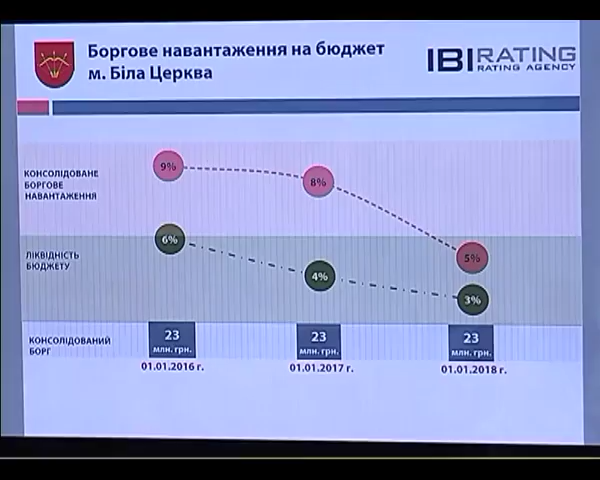 Боргове навантаження на бюджет
м. Біла Церква
IBI RATING
RATING AGENCY
КОНСОЛІДОВАНЕ
БОРГОВЕ
НАВАНТАЖЕННЯ
9%
8%
5%
ЛІКВІДНІСТЬ
БЮДЖЕТУ
6%
4%
3%
КОНСОЛІДОВАНИЙ
БОРГ
23
млн. грн.
23
млн. грн.
23
млн. грн.
01.01.2016 г.
01.01.2017 г.
01.01.2018 г.